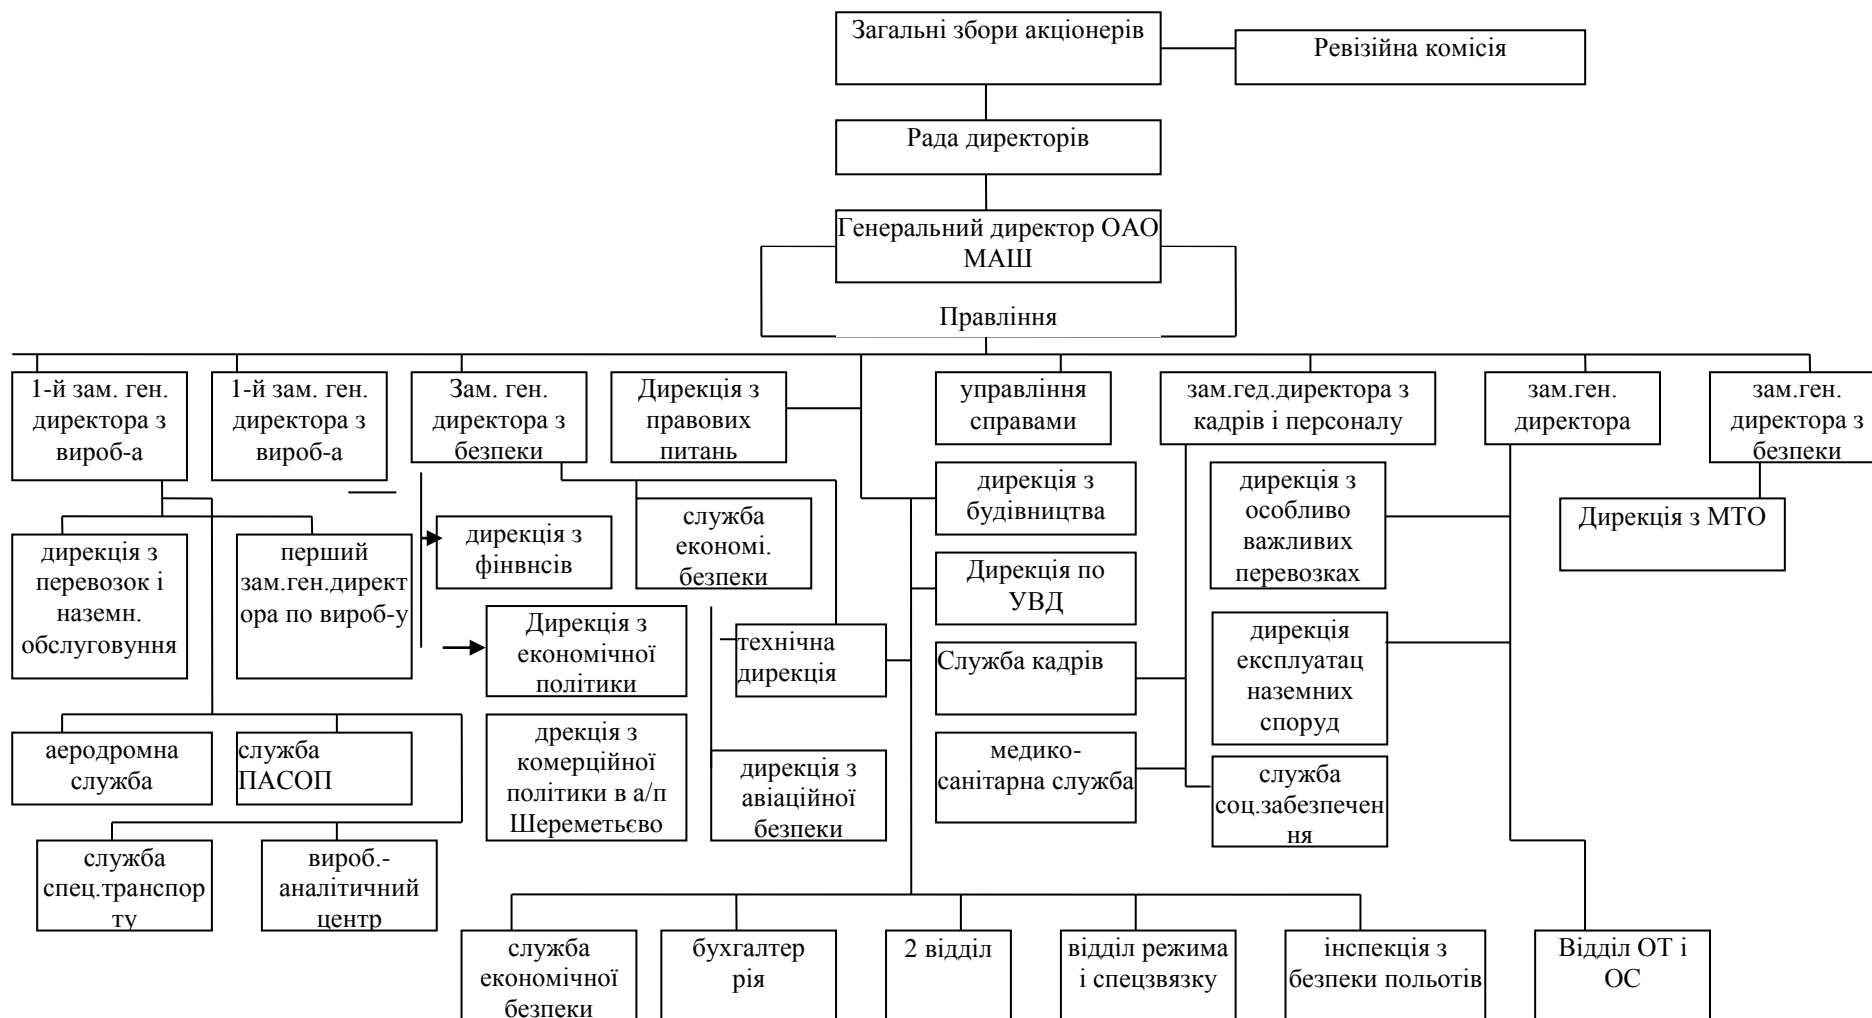 Загальні збори акціонерів
Ревізійна комісія
Рада директорів
Генеральний директор ОАО
МАШ
Правління
1-й зам. ген.
директора з
вироб-а
1-й зам. ген.
директора з
вироб-а
Зам. ген.
директора з
безпеки
Дирекція з
правових
питань
управління
справами
зам.гед.директора з
кадрів і персоналу
зам.ген.
директора
зам.ген.
директора з
безпеки
дирекція з
перевозок і
наземн.
обслуговуння
перший
зам.ген.директ
ора по вироб-у
дирекція з
фінвнсів
служба
економі.
безпеки
дирекція з
будівництва
дирекція з
особливо
важливих
перевозках
Дирекція з МТО
Дирекція по
УВД
Дирекція з
економічної
політики
технічна
дирекція
Служба кадрів
дирекція
експлуатац
наземних
споруд
аеродромна
служба
служба
ПАСОП
дрекція з
комерційної
політики в а/п
Шереметьєво
дирекція з
авіаційної
безпеки
медико-
санітарна служба
служба
соц.забезпечен
ня
служба
спец.транспор
ту
вироб.-
аналітичний
центр
служба
економічної
безпеки
бухгалтер
рія
2 відділ
відділ режима
і спецзвязку
інспекція з
безпеки польотів
Відділ ОТ і
ОС